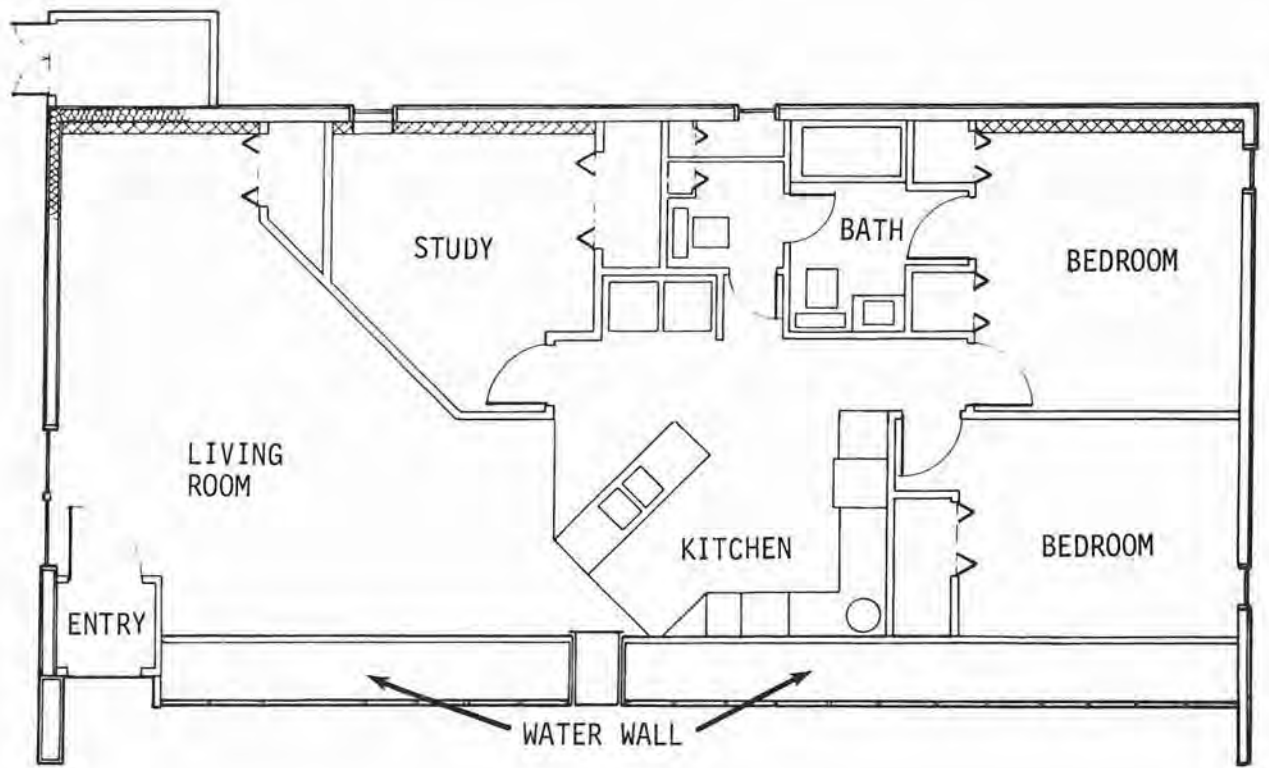 STUDY
BATH
BEDROOM
LIVING
ROOM
KITCHEN
BEDROOM
ENTRY
WATER WALL